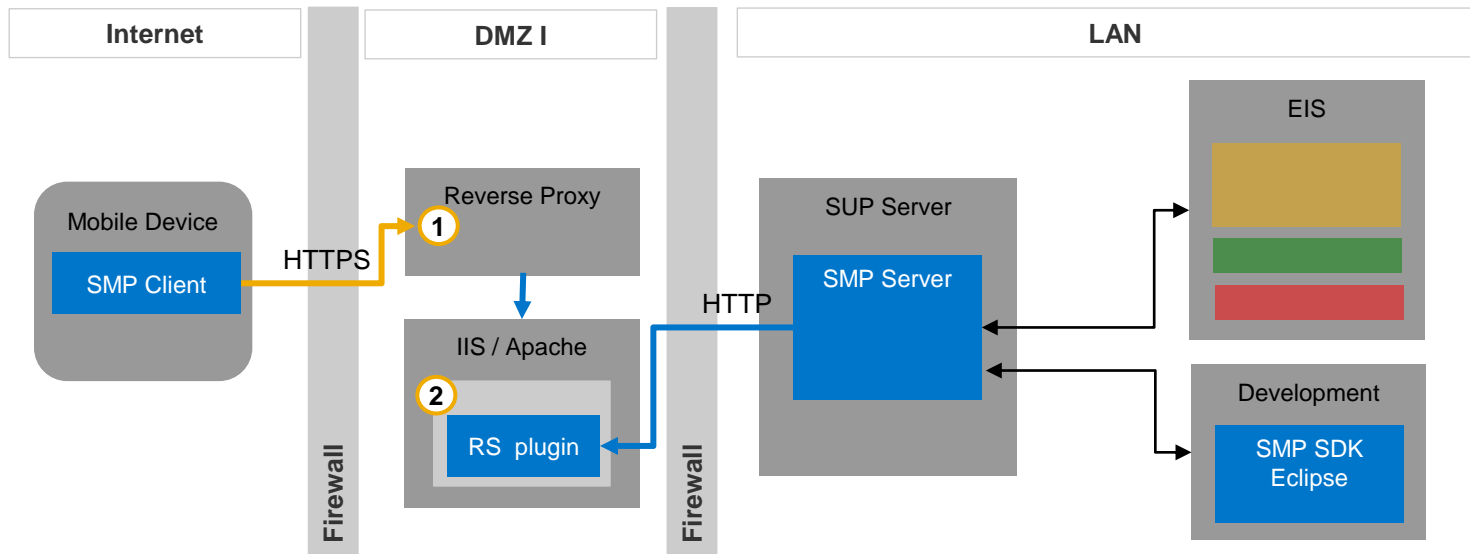 Internet
DMZ I
LAN
EIS
Mobile Device
SMP Client
HTTPS
Firewall
Reverse Proxy
1
IIS / Apache
2
RS plugin
Firewall
HTTP
SUP Server
SMP Server
Development
SMP SDK
Eclipse